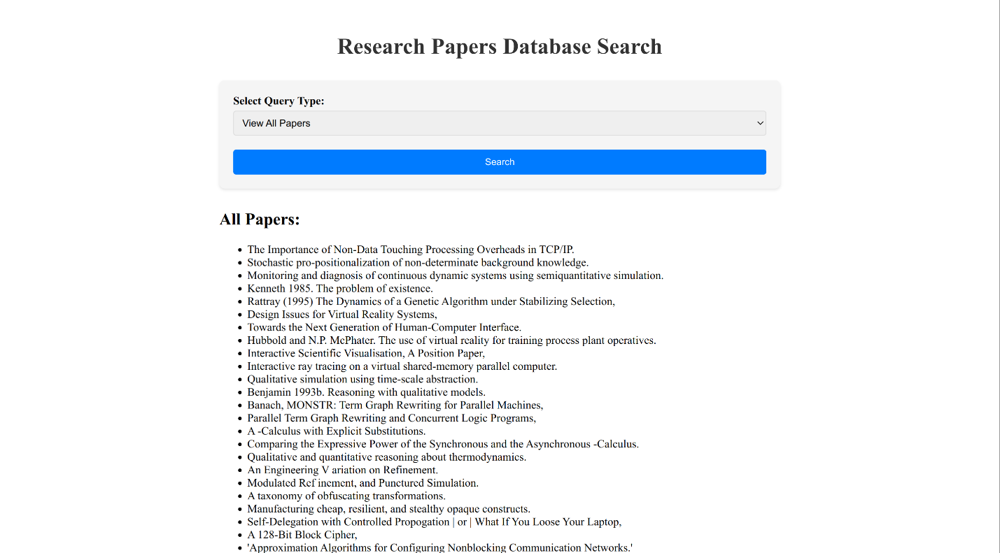 Research Papers Database Search
Select Query Type:
View All Papers
Search
All Papers:
The Importance of Non-Data Touching Processing Overheads in TCP/IP.
Stochastic pro-positionalization of non-determinate background knowledge.
Monitoring and diagnosis of continuous dynamic systems using semiquantitative simulation.
Kenneth 1985. The problem of existence.
Rattray (1995) The Dynamics of a Genetic Algorithm under Stabilizing Selection,
Design Issues for Virtual Reality Systems,
Towards the Next Generation of Human-Computer Interface.
Hubbold and N.P. McPhater. The use of virtual reality for training process plant operatives.
Interactive Scientific Visualisation, A Position Paper,
Interactive ray tracing on a virtual shared-memory parallel computer.
Qualitative simulation using time-scale abstraction.
Benjamin 1993b. Reasoning with qualitative models.
Banach, MONSTR: Term Graph Rewriting for Parallel Machines,
Parallel Term Graph Rewriting and Concurrent Logic Programs,
A -Calculus with Explicit Substitutions.
Comparing the Expressive Power of the Synchronous and the Asynchronous -Calculus.
Qualitative and quantitative reasoning about thermodynamics.
An Engineering V ariation on Refinement.
Modulated Ref inement, and Punctured Simulation.
A taxonomy of obfuscating transformations.
Manufacturing cheap, resilient, and stealthy opaque constructs.
Self-Delegation with Controlled Propogation | or | What If You Loose Your Laptop,
A 128-Bit Block Cipher,
'Approximation Algorithms for Configuring Nonblocking Communication Networks.'